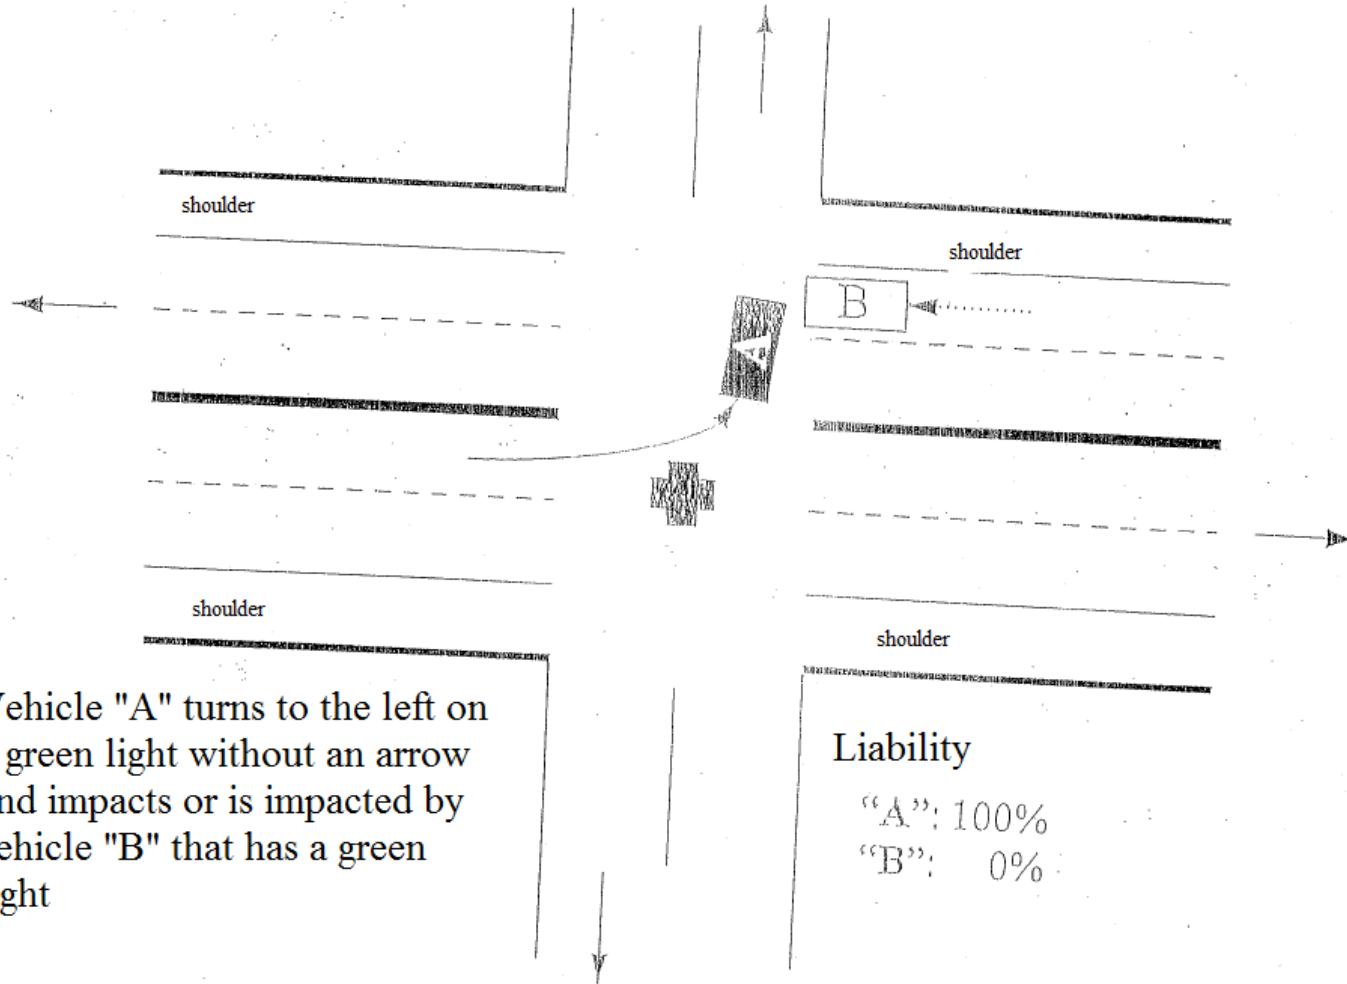 shoulder
shoulder
B
A
shoulder
shoulder
Vehicle "A" turns to the left on
green light without an arrow
nd impacts or is impacted by
ehicle "B" that has a green
ght
Liability
“A”: 100%
“B”: 0%